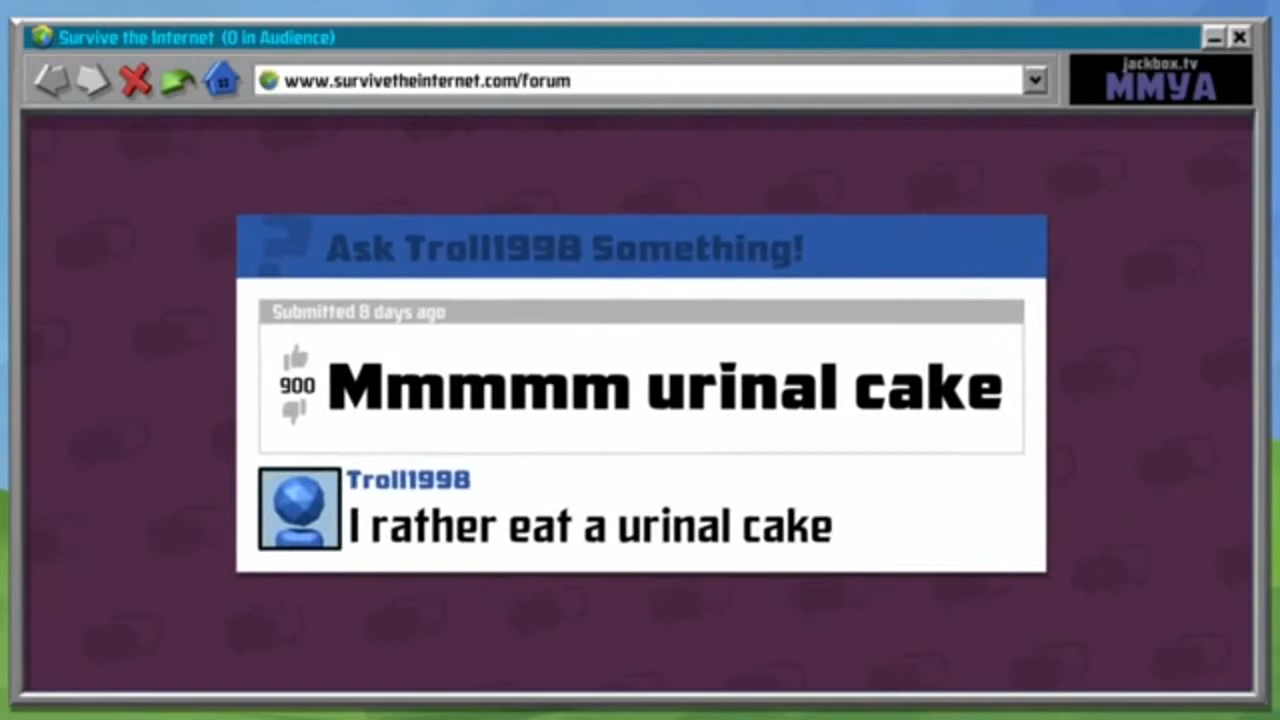 Survive the Internet (0 in Audience)
www.survivetheinternet.com/forum
jackbox.tv
MMYA
? Ask Troll1998 Something!
Submitted 8 days ago
900
Mmmmm urinal cake
Troll1998
I rather eat a urinal cake